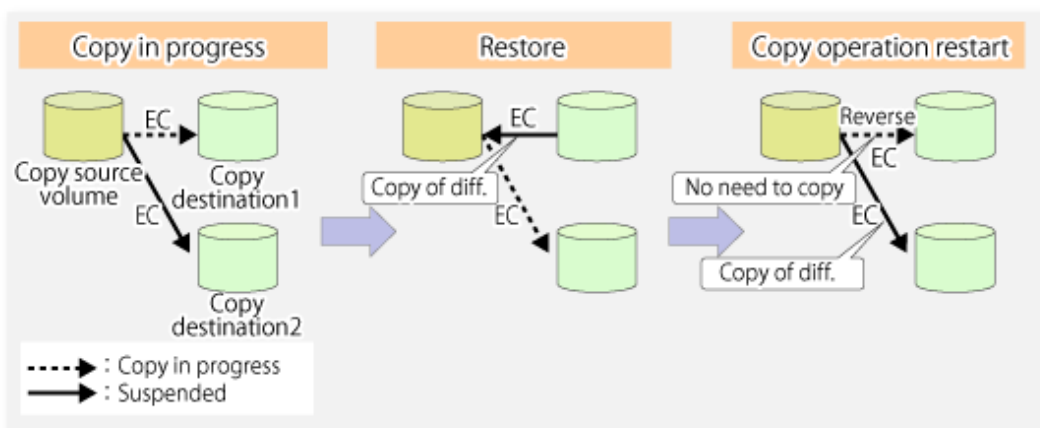 Copy in progress
EC
Copy source
volume
Copy
destination1
EC
Copy
destination2
Restore
EC
Copy of diff.
EC
Copy operation restart
Reverse
EC
No need to copy
EC
Copy of diff.
: Copy in progress
: Suspended